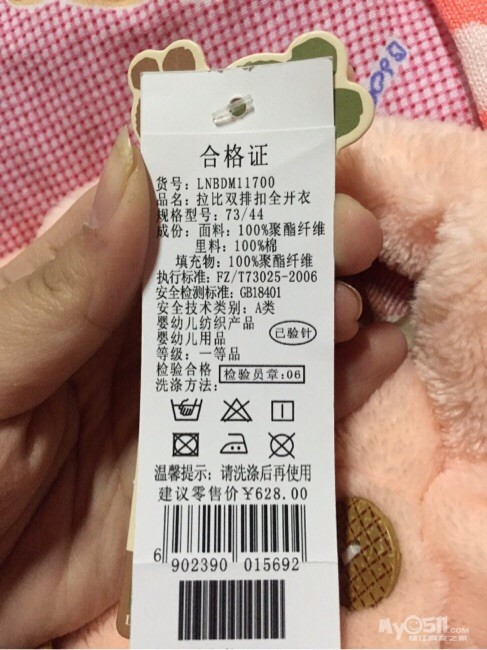 合格证
货号: LNBDM11700
品名: 拉比双排扣全开衣
规格型号: 73/44
成份: 面料: 100%聚酯纤维
里料: 100%棉
填充物: 100%聚酯纤维
执行标准: FZ/T73025-2006
安全检测标准: GB18401
安全技术类别: A类
婴幼儿纺织产品
婴幼儿用品 已验针
等级: 一等品
检验合格 检验员章:06
洗涤方法:
温馨提示: 请洗涤后再使用
建议零售价¥628.00
6 902390 015692
My0511.COM